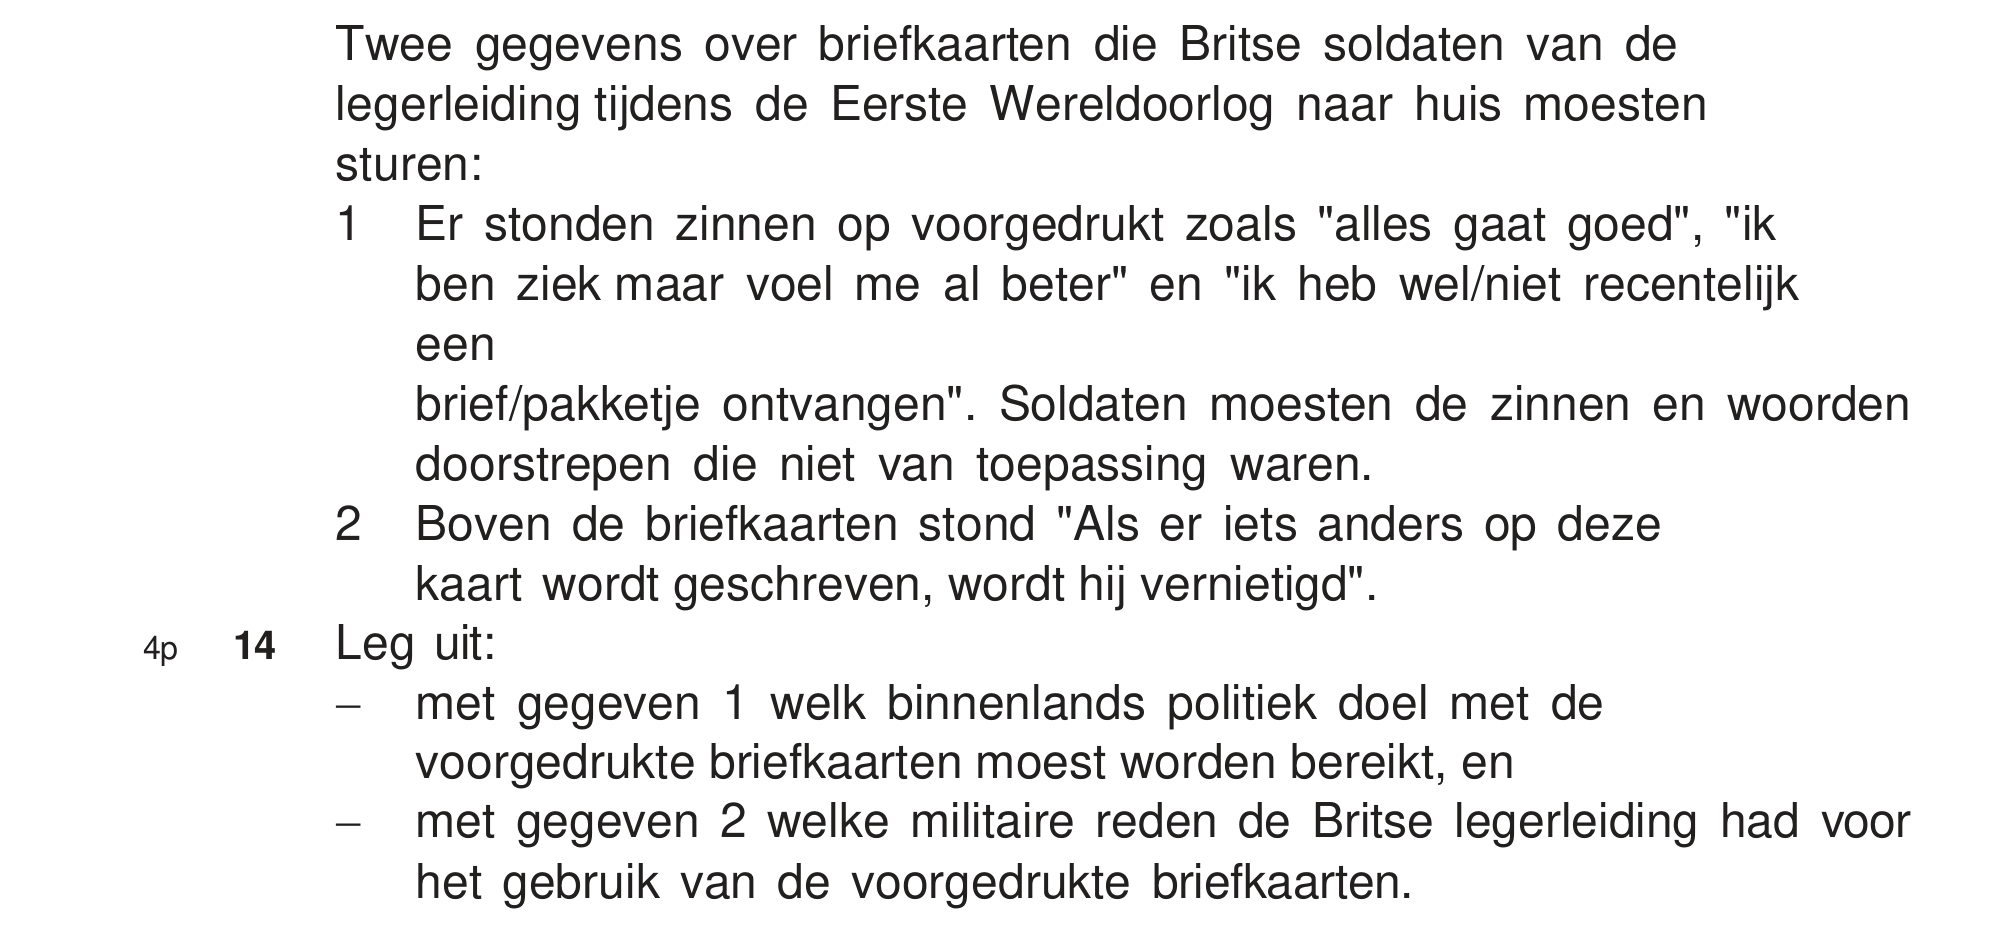 Twee gegevens over briefkaarten die Britse soldaten van de
legerleiding tijdens de Eerste Wereldoorlog naar huis moesten
sturen:
1 Er stonden zinnen op voorgedrukt zoals "alles gaat goed", "ik
ben ziek maar voel me al beter" en "ik heb wel/niet recentelijk
een
brief/pakketje ontvangen". Soldaten moesten de zinnen en woorden
doorstrepen die niet van toepassing waren.
2 Boven de briefkaarten stond "Als er iets anders op deze
kaart wordt geschreven, wordt hij vernietigd".
4p 14 Leg uit:
– met gegeven 1 welk binnenlands politiek doel met de
voorgedrukte briefkaarten moest worden bereikt, en
– met gegeven 2 welke militaire reden de Britse legerleiding had voor
het gebruik van de voorgedrukte briefkaarten.